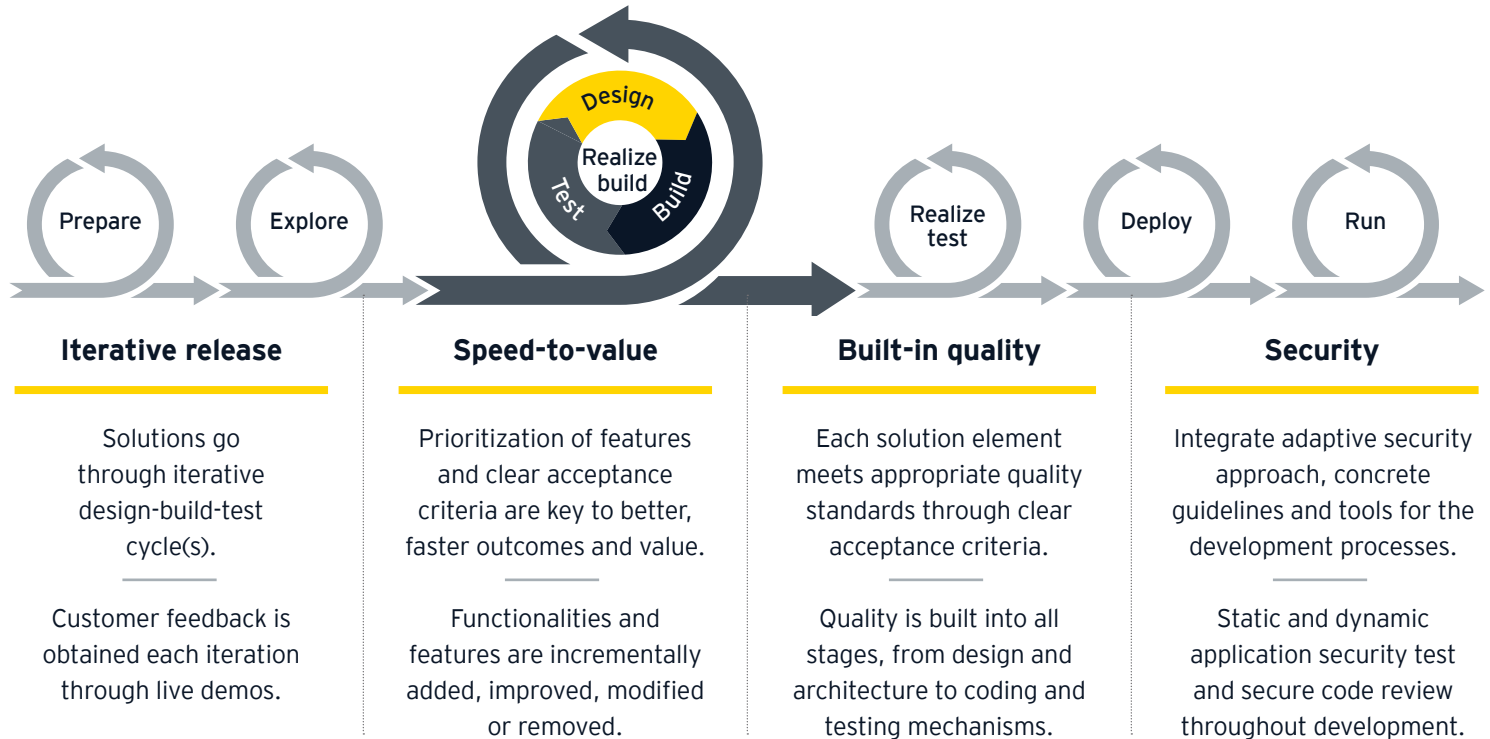 Prepare
Explore
Design
Build
Test
Realize
build
Realize
test
Deploy
Run
Iterative release
Solutions go
through iterative
design-build-test
cycle(s).
Customer feedback is
obtained each iteration
through live demos.
Speed-to-value
Prioritization of features
and clear acceptance
criteria are key to better,
faster outcomes and value.
Functionalities and
features are incrementally
added, improved, modified
or removed.
Built-in quality
Each solution element
meets appropriate quality
standards through clear
acceptance criteria.
Quality is built into all
stages, from design and
architecture to coding and
testing mechanisms.
Security
Integrate adaptive security
approach, concrete
guidelines and tools for the
development processes.
Static and dynamic
application security test
and secure code review
throughout development.